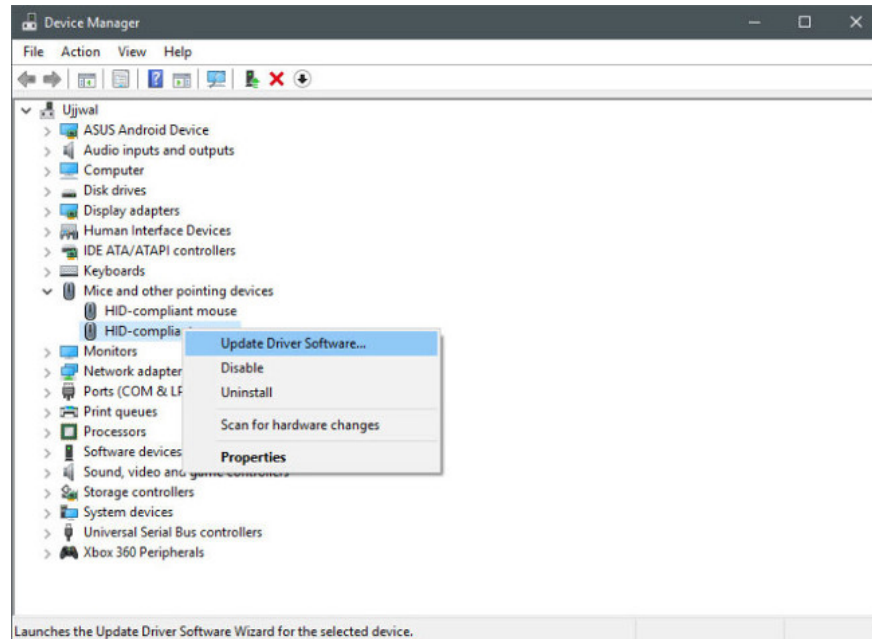 Device Manager
File Action View Help
Ujjwal
ASUS Android Device
Audio inputs and outputs
Computer
Disk drives
Display adapters
Human Interface Devices
IDE ATA/ATAPI controllers
Keyboards
Mice and other pointing devices
HID-compliant mouse
HID-complia
Update Driver Software...
Monitors
Network adapter
Disable
Ports (COM & LP
Uninstall
Print queues
Processors
Scan for hardware changes
Software devices
Properties
Sound, video and game controllers
Storage controllers
System devices
Universal Serial Bus controllers
Xbox 360 Peripherals
Launches the Update Driver Software Wizard for the selected device.